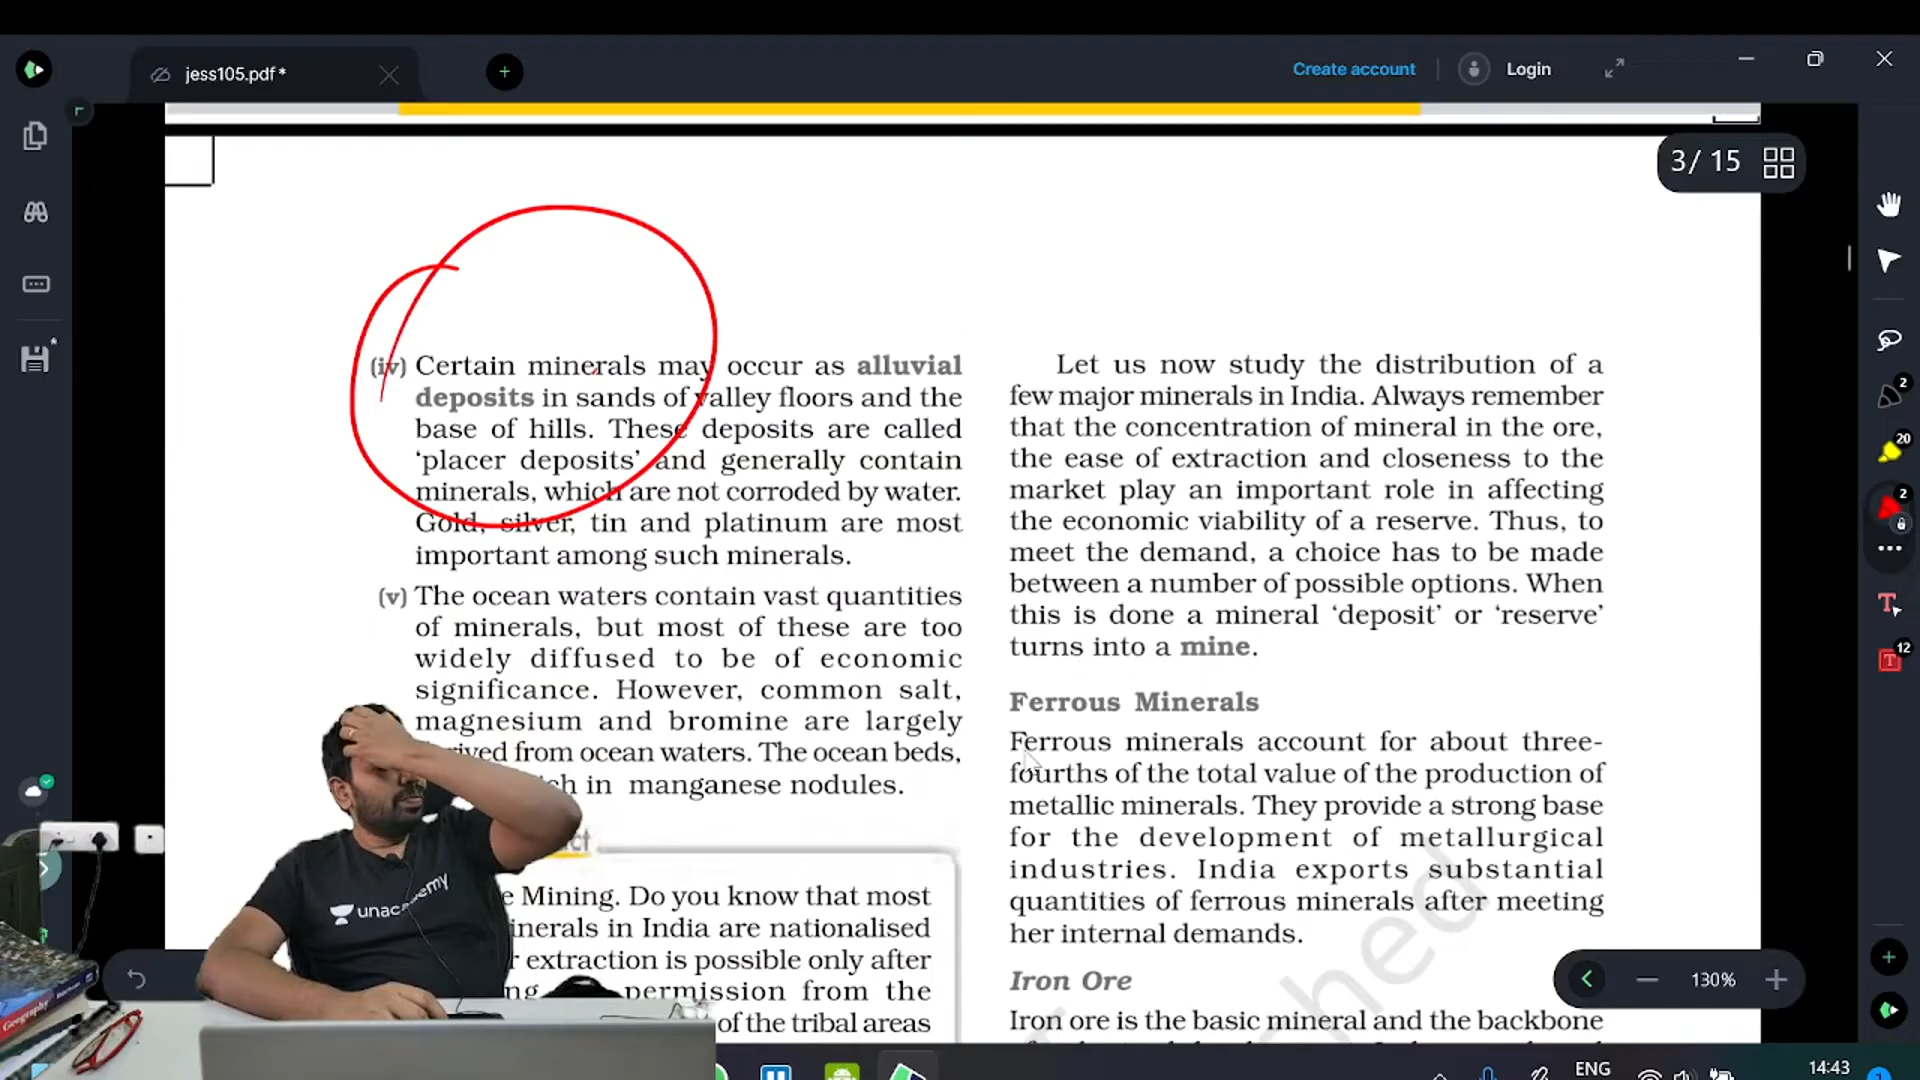 jess105.pdf*
Create account
Login
3/ 15
(iv) Certain minerals may occur as alluvial
deposits in sands of valley floors and the
base of hills. These deposits are called
‘placer deposits’ and generally contain
minerals, which are not corroded by water.
Gold, silver, tin and platinum are most
important among such minerals.
(v) The ocean waters contain vast quantities
of minerals, but most of these are too
widely diffused to be of economic
significance. However, common salt,
magnesium and bromine are largely
from ocean waters. The ocean beds,
in manganese nodules.
Mining. Do you know that most
in India are nationalised
extraction is possible only after
permission from the
of the tribal areas
Let us now study the distribution of a
few major minerals in India. Always remember
that the concentration of mineral in the ore,
the ease of extraction and closeness to the
market play an important role in affecting
the economic viability of a reserve. Thus, to
meet the demand, a choice has to be made
between a number of possible options. When
this is done a mineral ‘deposit’ or ‘reserve’
turns into a mine.
Ferrous Minerals
Ferrous minerals account for about three-
fourths of the total value of the production of
metallic minerals. They provide a strong base
for the development of metallurgical
industries. India exports substantial
quantities of ferrous minerals after meeting
her internal demands.
Iron Ore
Iron ore is the basic mineral and the backbone
2
20
2
12
130%
unacademy
Geography
ENG
14:43